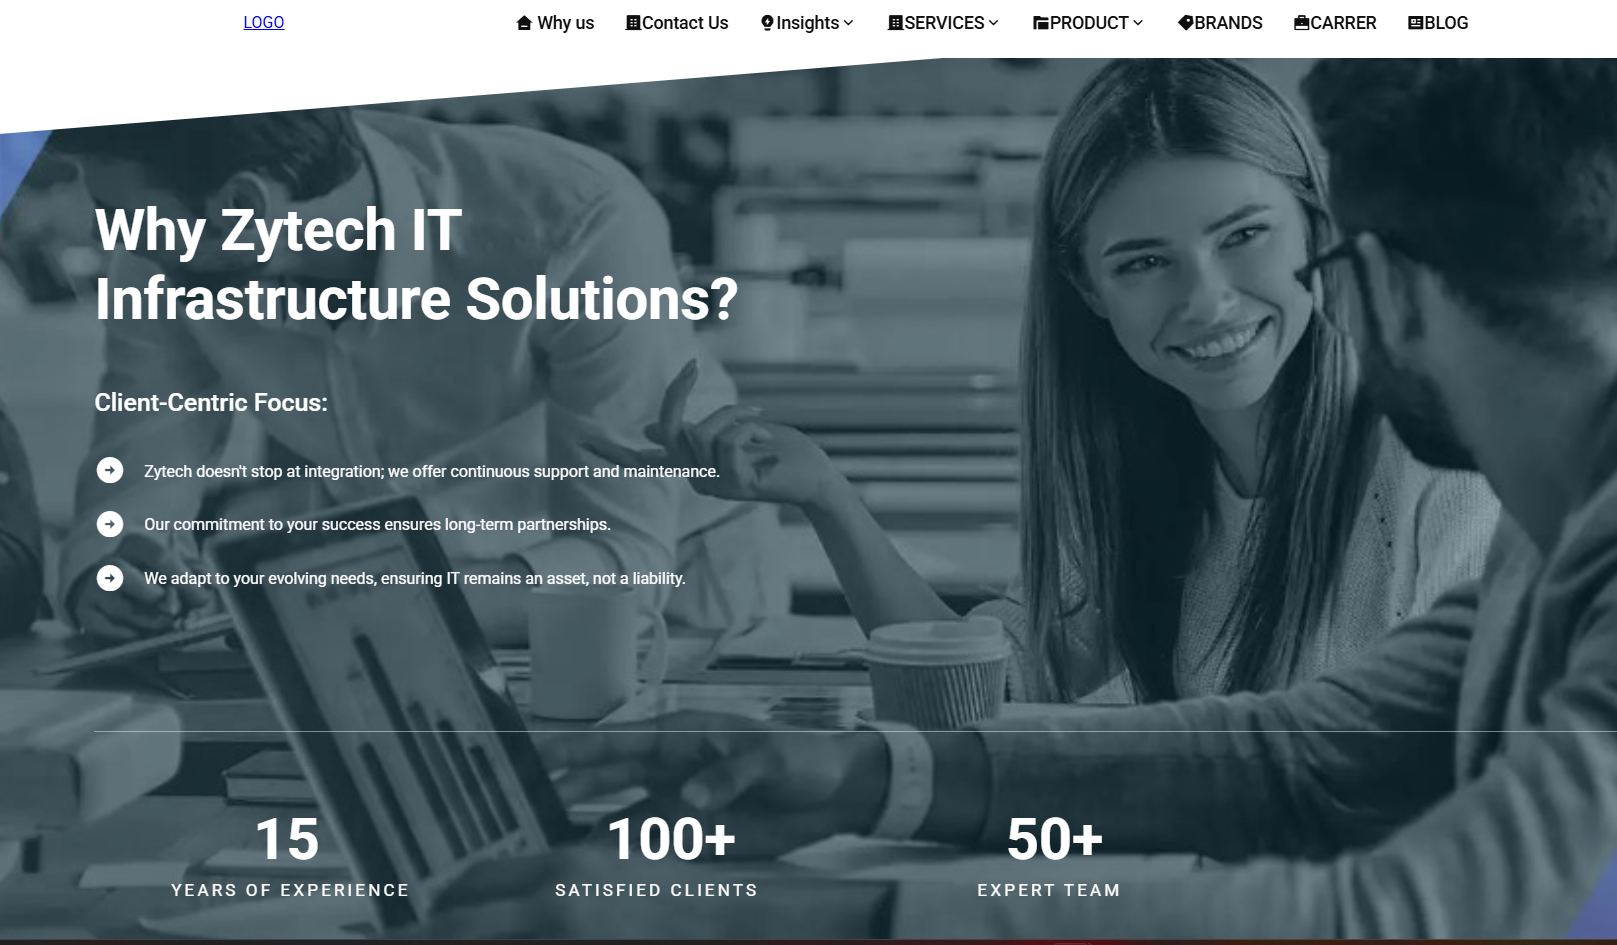 LOGO
Why us
Contact Us
Insights
SERVICES
PRODUCT
BRANDS
CARRER
BLOG
Why Zytech IT
Infrastructure Solutions?
Client-Centric Focus:
Zytech doesn't stop at integration; we offer continuous support and maintenance.
Our commitment to your success ensures long-term partnerships.
We adapt to your evolving needs, ensuring IT remains an asset, not a liability.
15
YEARS OF EXPERIENCE
100+
SATISFIED CLIENTS
50+
EXPERT TEAM